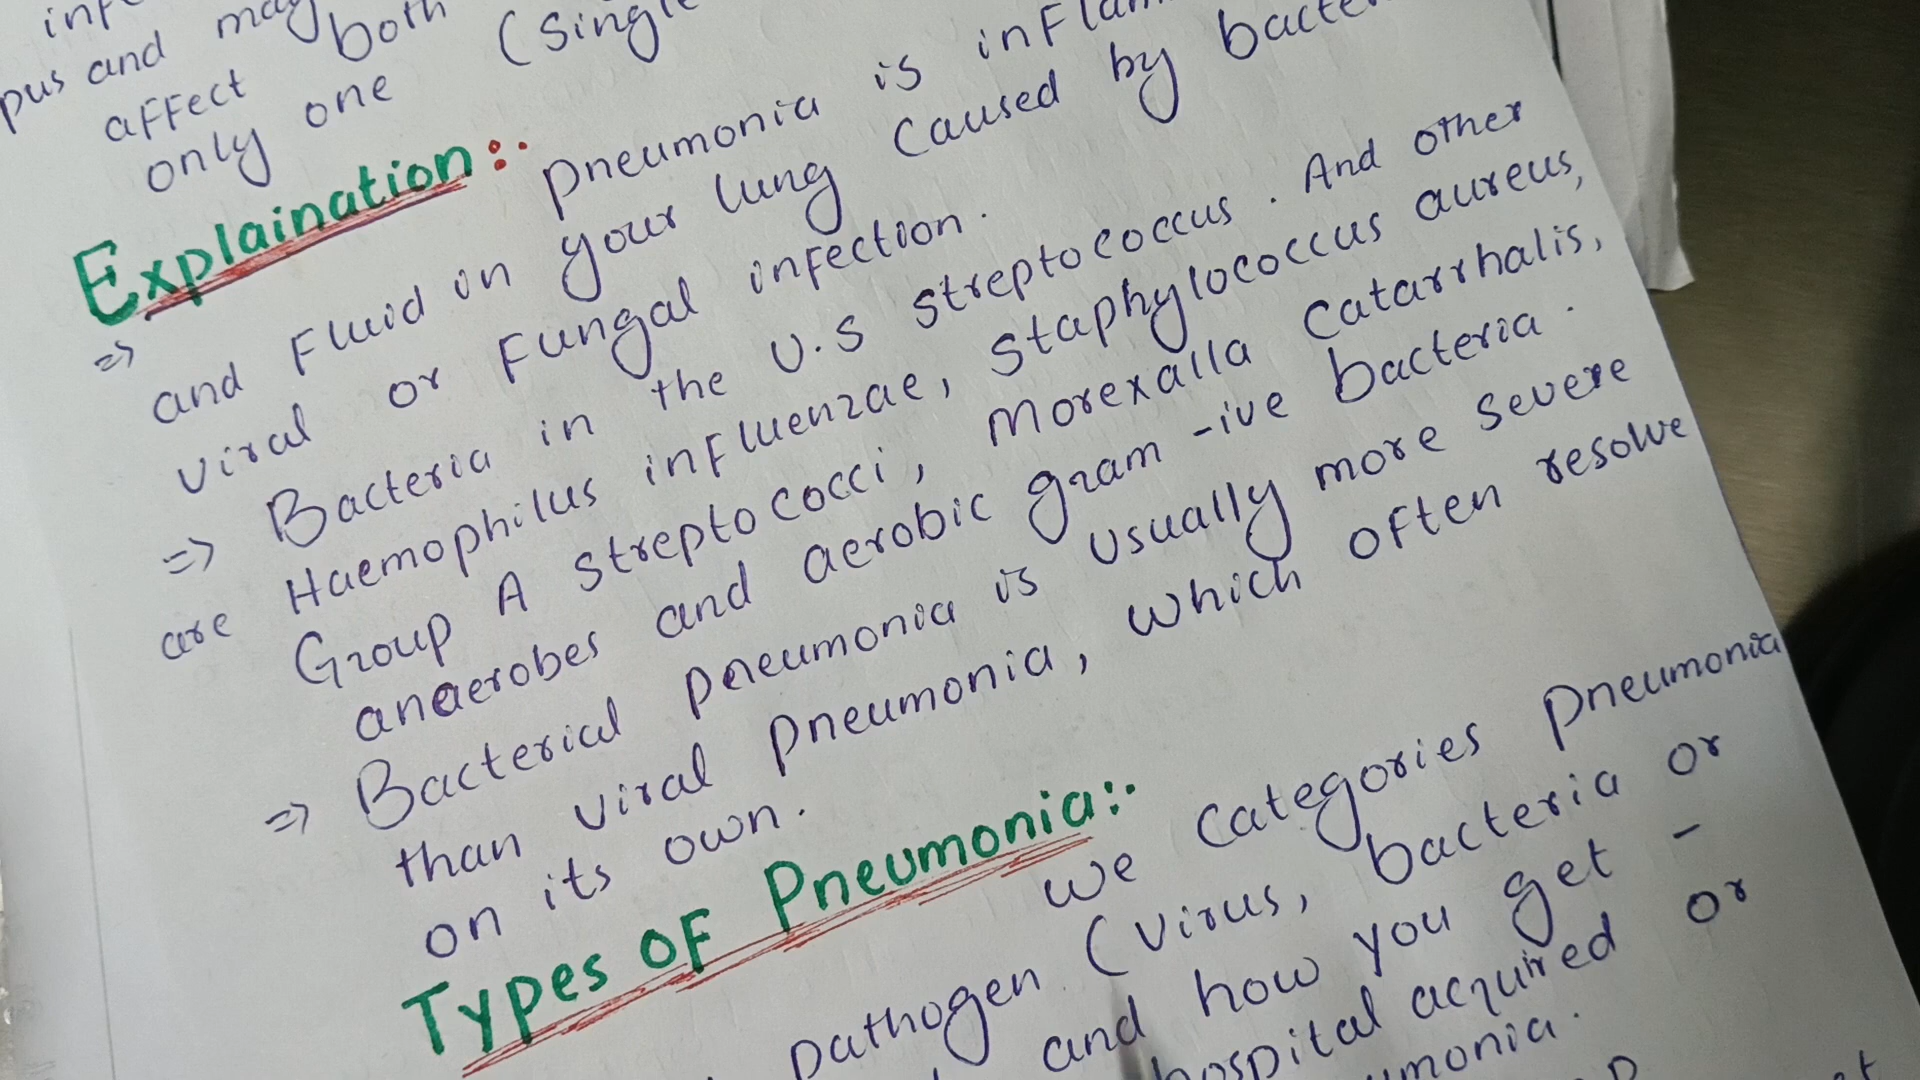 pus and may
affect both
only one (Single
Explaination:.
pneumonia is
=> and Fluid in your lung caused by
viral or Fungal infection.
=> Bacteria in the U.S streptococcus. And other
are Haemophilus influenzae, Staphylococcus aureus,
Group A streptococci, Morexalla Catarrhalis,
anaerobes and aerobic gram -ive bacteria.
=> Bacterial pneumonia is usually more severe
than viral pneumonia, which often resolve
on its own.
Types of Pneumonia:.
we categories pneumonia
pathogen (virus, bacteria or
and how you get -
hospital acquired or